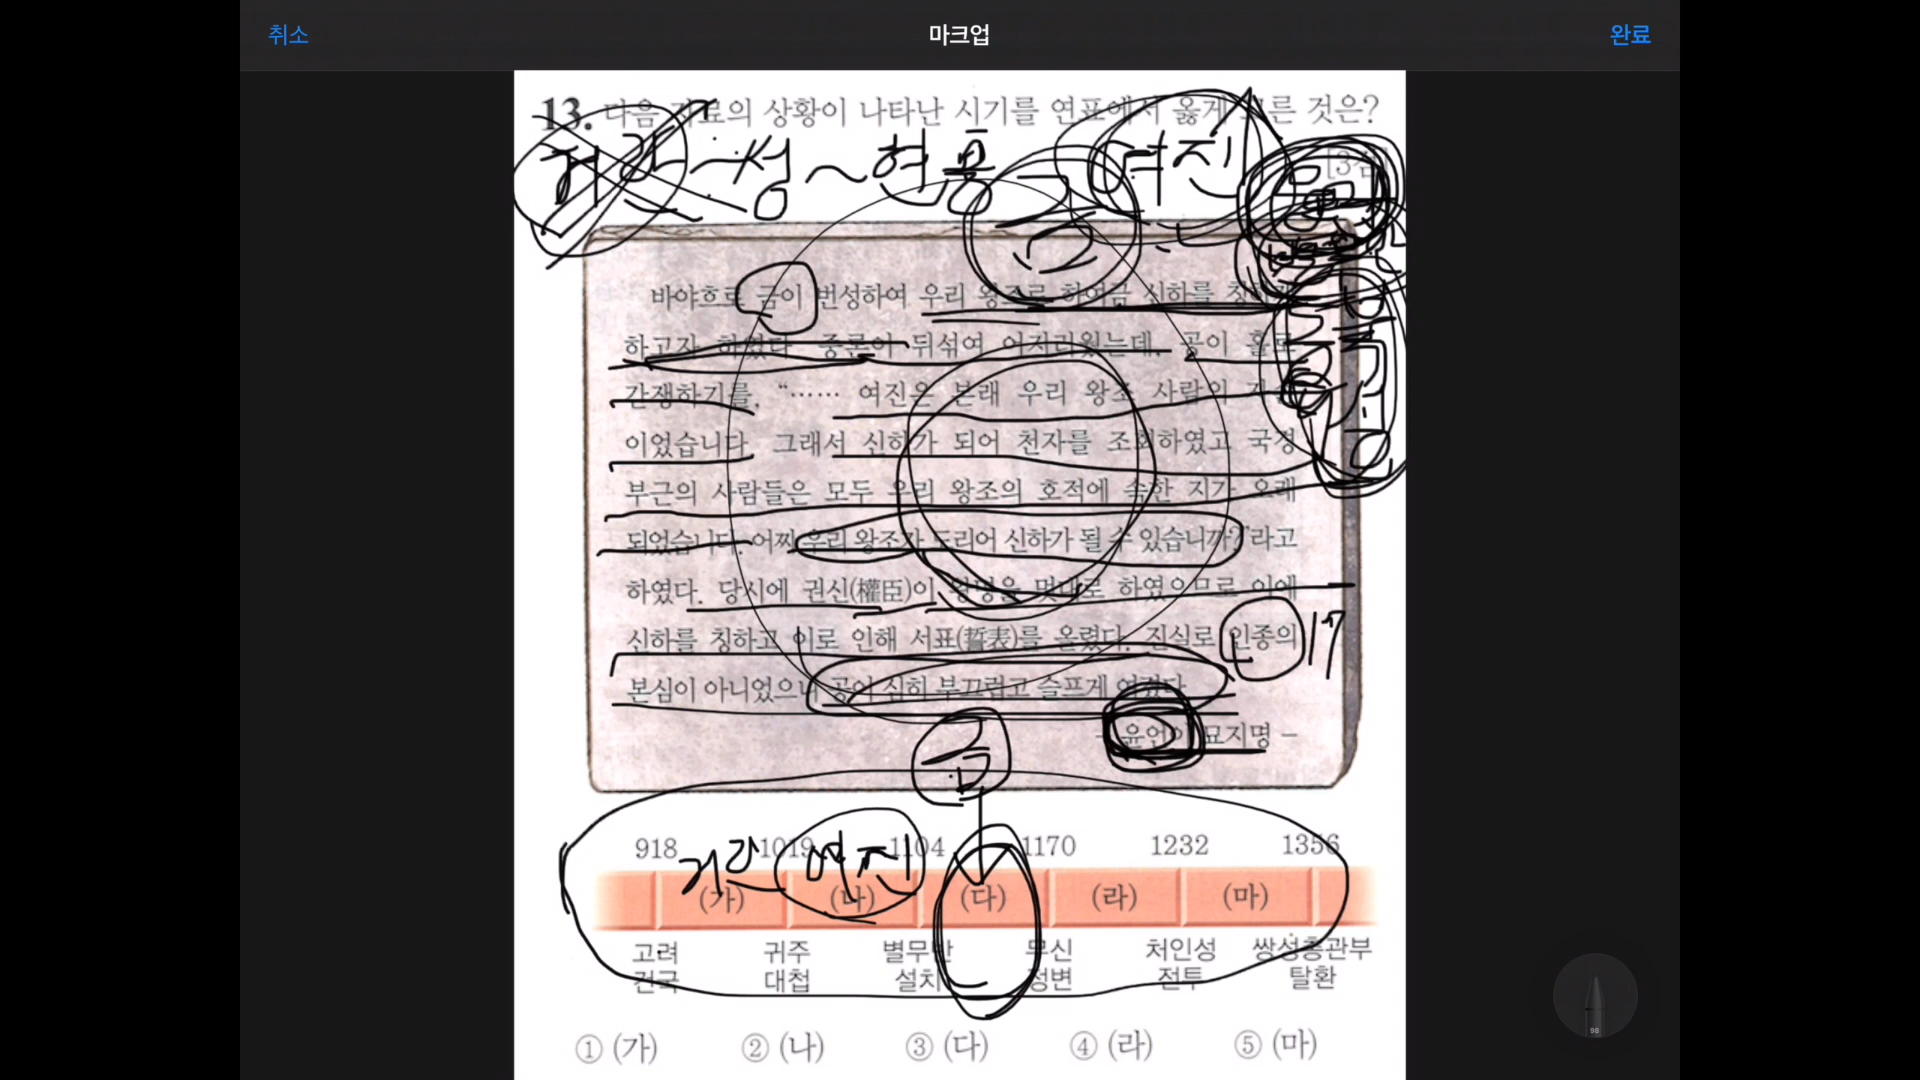 취소 마크업 완료
13. 다음 자료의 상황이 나타난 시기를 연표에서 옳게 고른 것은?
[3점]
거란 ~성 ~ 현 문 여진
금
바야흐로 금이 번성하여 우리 왕조로 하여금 신하를 칭하게
하고자 하였다. 중론이 뒤섞여 어지러웠는데, 공이 홀로
간쟁하기를, “…… 여진은 본래 우리 왕조 사람의 자손
이었습니다. 그래서 신하가 되어 천자를 조회하였고 국경
부근의 사람들은 모두 우리 왕조의 호적에 속한 지가 오래
되었습니다. 어찌 우리 왕조가 도리어 신하가 될 수 있습니까?”라고
하였다. 당시에 권신(權臣)이 왕명을 멋대로 하였으므로 이에
신하를 칭하고 이로 인해 서표(誓表)를 올렸다. 진실로 인종의 17
본심이 아니었으니 공이 심히 부끄럽고 슬프게 여겼다.
- 윤언이 묘지명 -
금
918 1019 1104 1170 1232 1356
거란 여진
(가) (나) (다) (라) (마)
고려 귀주 별무반 무신 처인성 쌍성총관부
건국 대첩 설치 정변 전투 탈환
① (가) ② (나) ③ (다) ④ (라) ⑤ (마)
98